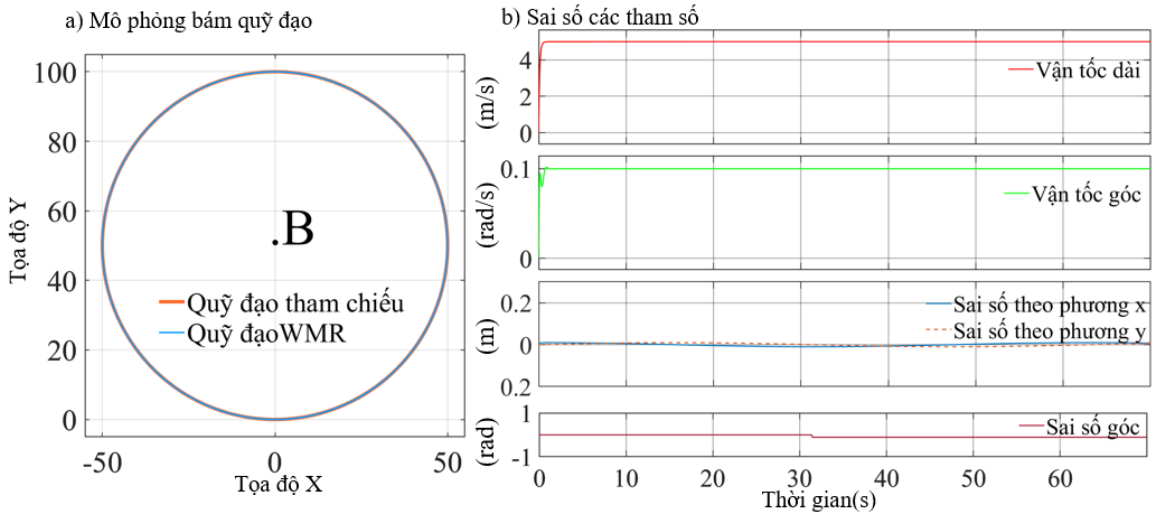 a) Mô phỏng bám quỹ đạo
100
80
60
40
20
0
Tọa độ Y
.B
Quỹ đạo tham chiếu
Quỹ đạoWMR
-50
0
50
Tọa độ X
b) Sai số các tham số
4
2
0
(m/s)
Vận tốc dài
0.1
0
(rad/s)
Vận tốc góc
0.2
0
0.2
(m)
Sai số theo phương x
Sai số theo phương y
1
-1
(rad)
Sai số góc
0
10
20
30
40
50
60
Thời gian(s)